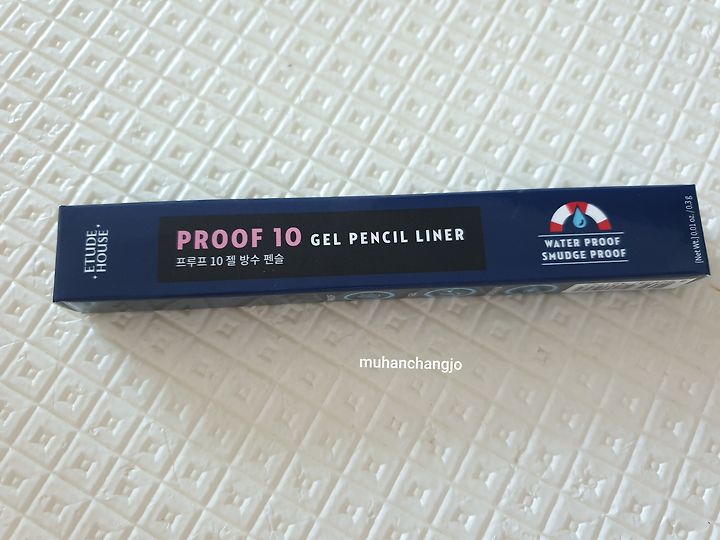 ETUDE
HOUSE
PROOF 10 GEL PENCIL LINER
프루프 10 젤 방수 펜슬
WATER PROOF
SMUDGE PROOF
[Net Wt.] 0.01 oz. / 0.3 g
muhanchangjo